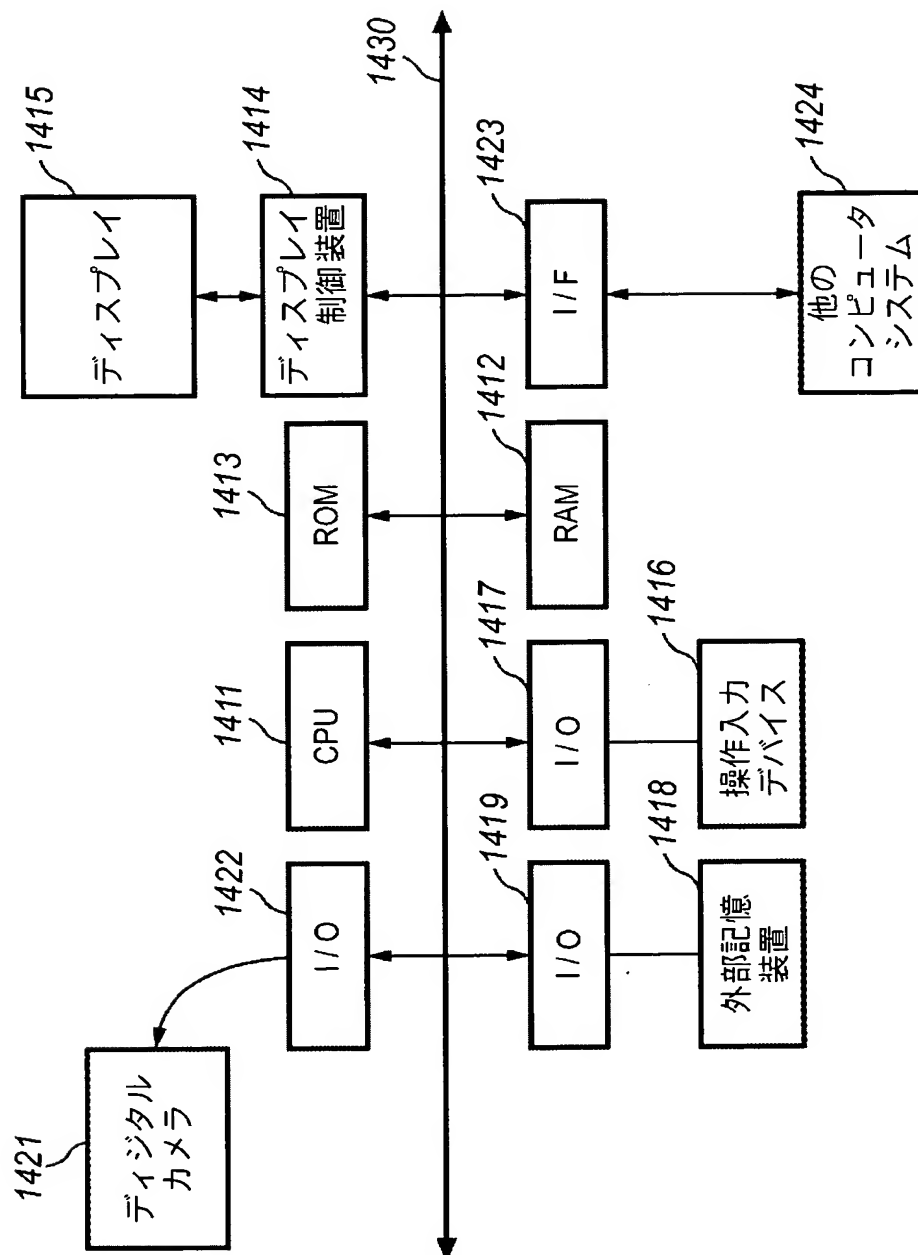 1421
ディジタル
カメラ
1422
I/O
1411
CPU
1413
ROM
1415
ディスプレイ
1414
ディスプレイ
制御装置
1430
1419
I/O
1418
外部記憶
装置
1417
I/O
1416
操作入力
デバイス
1412
RAM
1423
I/F
1424
他の
コンピュータ
システム